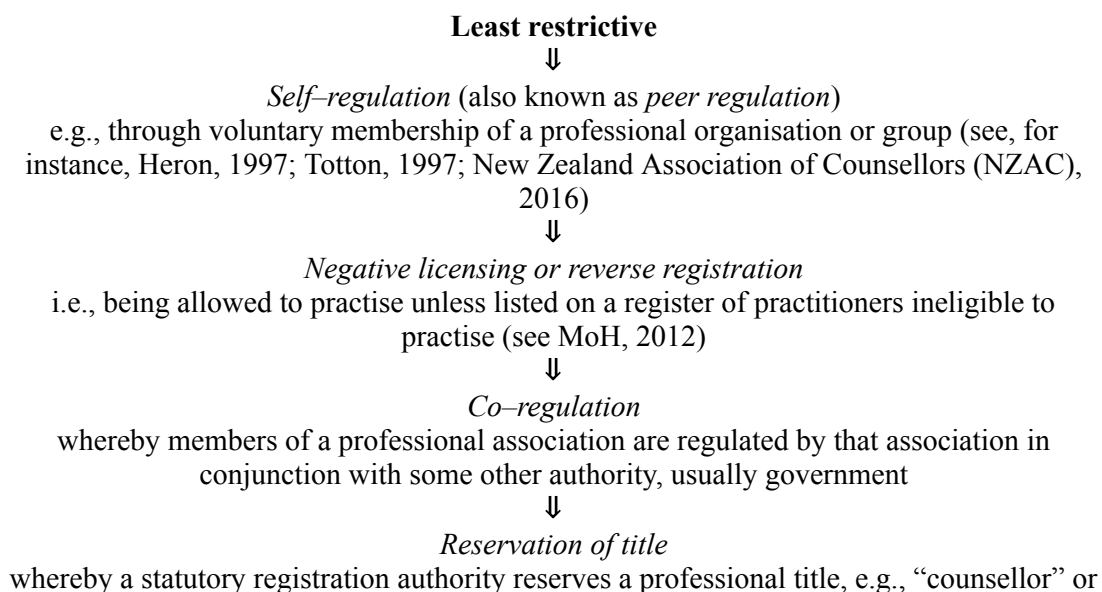 Least restrictive
⇓
Self–regulation (also known as peer regulation)
e.g., through voluntary membership of a professional organisation or group (see, for
instance, Heron, 1997; Totton, 1997; New Zealand Association of Counsellors (NZAC),
2016)
⇓
Negative licensing or reverse registration
i.e., being allowed to practise unless listed on a register of practitioners ineligible to
practise (see MoH, 2012)
⇓
Co–regulation
whereby members of a professional association are regulated by that association in
conjunction with some other authority, usually government
⇓
Reservation of title
whereby a statutory registration authority reserves a professional title, e.g., “counsellor” or